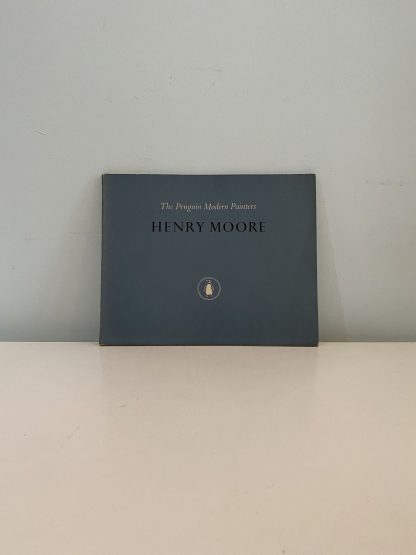 The Penguin Modern Painters
HENRY MOORE